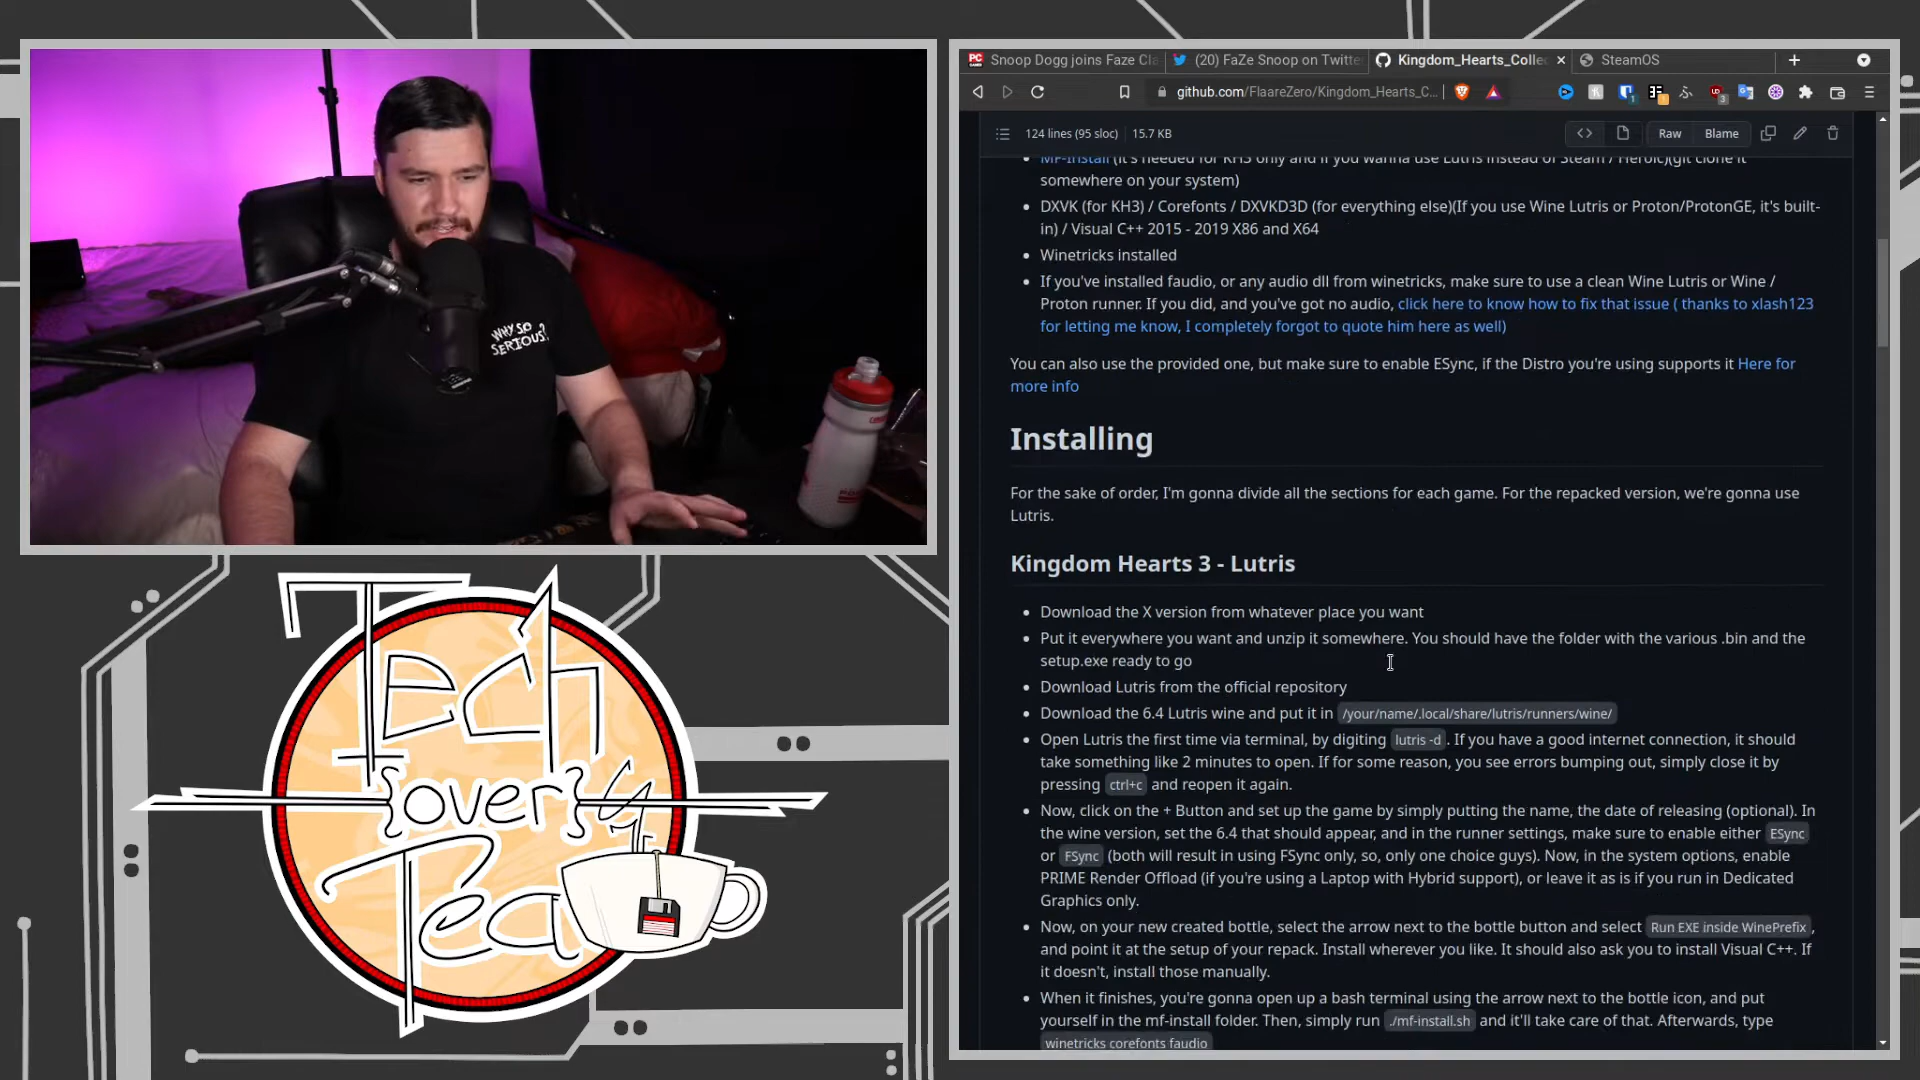 Snoop Dogg joins Faze Cla
(20) FaZe Snoop on Twitte
Kingdom_Hearts_Collec
SteamOS
github.com/FlaareZero/Kingdom_Hearts_C...
124 lines (95 sloc)
15.7 KB
Raw
Blame
MF-Install (it's needed for KH3 only and if you wanna use Lutris instead of Steam / Heroic)(git clone it
somewhere on your system)
DXVK (for KH3) / Corefonts / DXVKD3D (for everything else)(If you use Wine Lutris or Proton/ProtonGE, it's built-
in) / Visual C++ 2015 - 2019 X86 and X64
Winetricks installed
If you've installed faudio, or any audio dll from winetricks, make sure to use a clean Wine Lutris or Wine /
Proton runner. If you did, and you've got no audio, click here to know how to fix that issue ( thanks to xlash123
for letting me know, I completely forgot to quote him here as well)
You can also use the provided one, but make sure to enable ESync, if the Distro you're using supports it Here for
more info
Installing
For the sake of order, I'm gonna divide all the sections for each game. For the repacked version, we're gonna use
Lutris.
Kingdom Hearts 3 - Lutris
Download the X version from whatever place you want
Put it everywhere you want and unzip it somewhere. You should have the folder with the various .bin and the
setup.exe ready to go
Download Lutris from the official repository
Download the 6.4 Lutris wine and put it in /your/name/.local/share/lutris/runners/wine/
Open Lutris the first time via terminal, by digiting lutris -d . If you have a good internet connection, it should
take something like 2 minutes to open. If for some reason, you see errors bumping out, simply close it by
pressing ctrl+c and reopen it again.
Now, click on the + Button and set up the game by simply putting the name, the date of releasing (optional). In
the wine version, set the 6.4 that should appear, and in the runner settings, make sure to enable either ESync
or FSync (both will result in using FSync only, so, only one choice guys). Now, in the system options, enable
PRIME Render Offload (if you're using a Laptop with Hybrid support), or leave it as is if you run in Dedicated
Graphics only.
Now, on your new created bottle, select the arrow next to the bottle button and select Run EXE inside WinePrefix ,
and point it at the setup of your repack. Install wherever you like. It should also ask you to install Visual C++. If
it doesn't, install those manually.
When it finishes, you're gonna open up a bash terminal using the arrow next to the bottle icon, and put
yourself in the mf-install folder. Then, simply run ./mf-install.sh and it'll take care of that. Afterwards, type
winetricks corefonts faudio
WHY SO
SERIOUS?
TEch
{over}
Tea